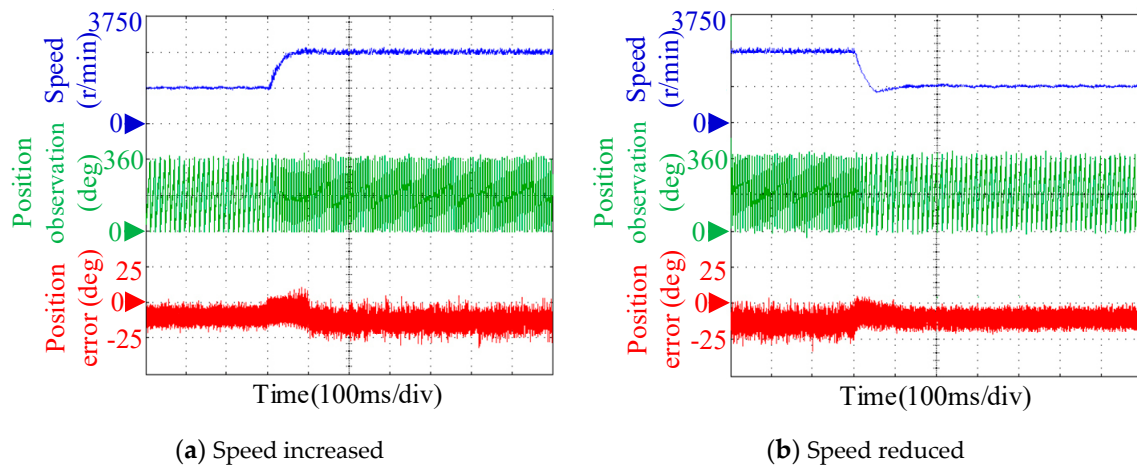 3750
Speed
(r/min)
0
360
Position
observation
(deg)
0
25
0
-25
Position
error (deg)
Time(100ms/div)
(a) Speed increased
3750
Speed
(r/min)
0
360
Position
observation
(deg)
0
25
0
-25
Position
error (deg)
Time(100ms/div)
(b) Speed reduced